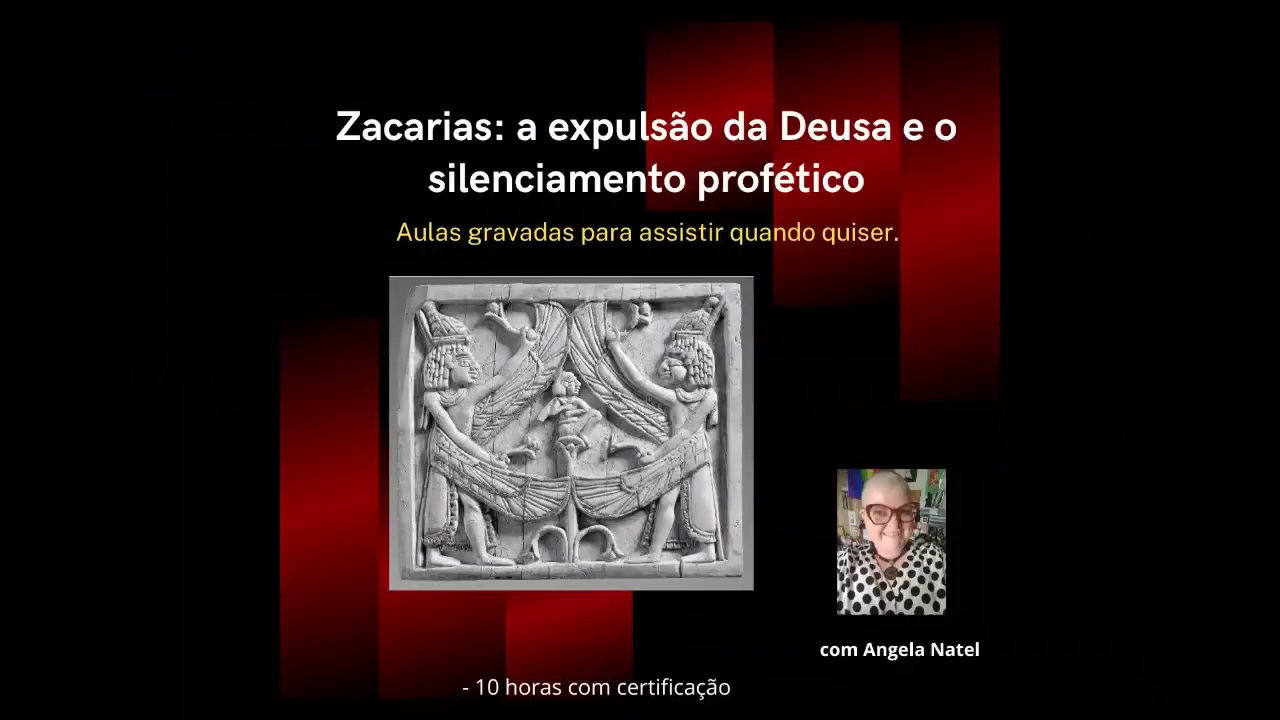 Zacarias: a expulsão da Deusa e o
silenciamento profético
Aulas gravadas para assistir quando quiser.
com Angela Natel
- 10 horas com certificação